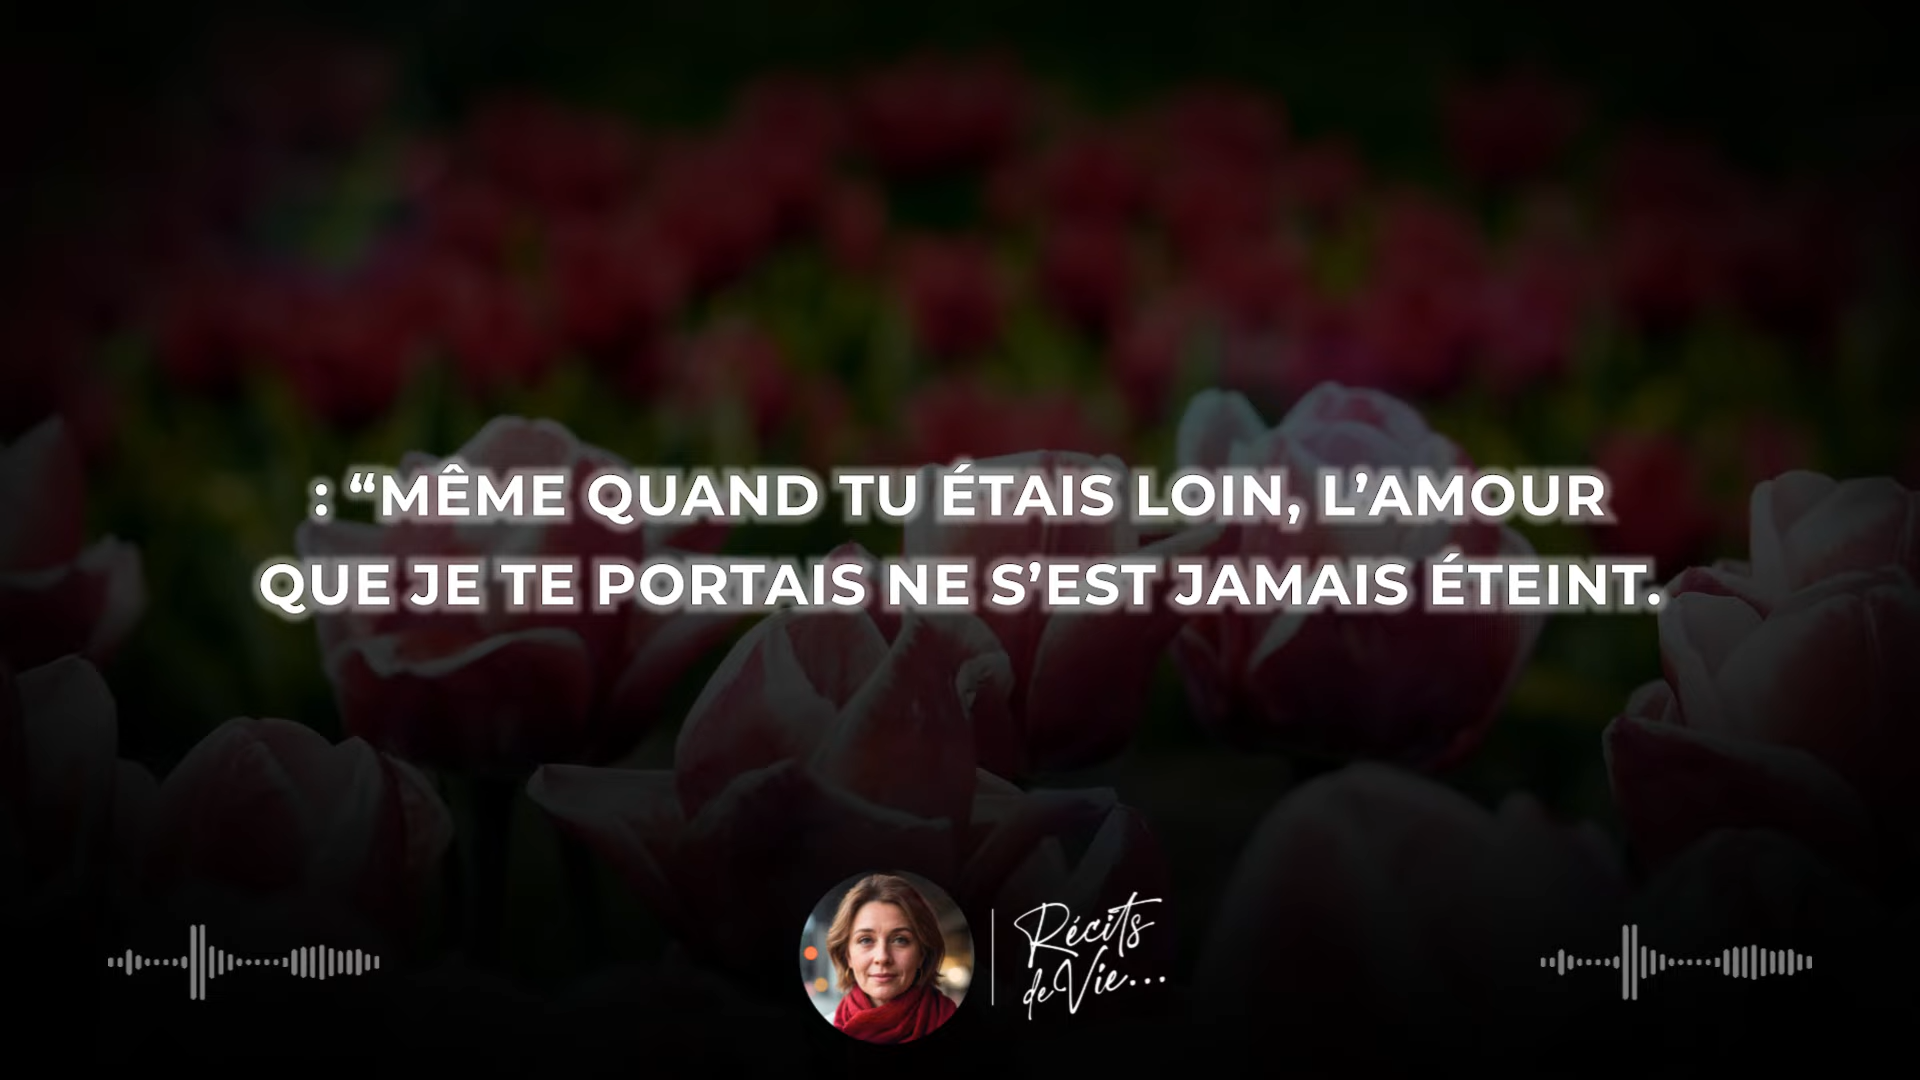 : “MÊME QUAND TU ÉTAIS LOIN, L’AMOUR
QUE JE TE PORTAIS NE S’EST JAMAIS ÉTEINT.
Récits
de Vie...